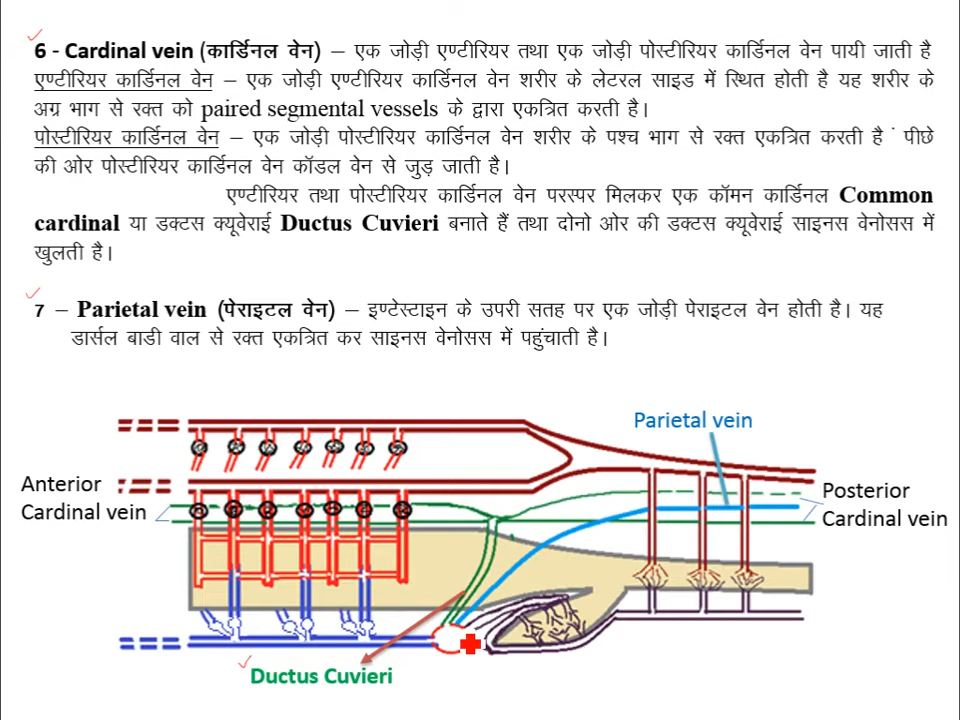 6 - Cardinal vein (कार्डिनल वेन) – एक जोड़ी एण्टीरियर तथा एक जोड़ी पोस्टीरियर कार्डिनल वेन पायी जाती है
एण्टीरियर कार्डिनल वेन – एक जोड़ी एण्टीरियर कार्डिनल वेन शरीर के लेटरल साइड में स्थित होती है यह शरीर के
अग्र भाग से रक्त को paired segmental vessels के द्वारा एकत्रित करती है।
पोस्टीरियर कार्डिनल वेन – एक जोड़ी पोस्टीरियर कार्डिनल वेन शरीर के पश्च भाग से रक्त एकत्रित करती है पीछे
की ओर पोस्टीरियर कार्डिनल वेन कॉडल वेन से जुड़ जाती है।
एण्टीरियर तथा पोस्टीरियर कार्डिनल वेन परस्पर मिलकर एक कॉमन कार्डिनल Common
cardinal या डक्टस क्यूवेराई Ductus Cuvieri बनाते हैं तथा दोनो ओर की डक्टस क्यूवेराई साइनस वेनोसस में
खुलती है।
7 – Parietal vein (पेराइटल वेन) – इण्टेस्टाइन के उपरी सतह पर एक जोड़ी पेराइटल वेन होती है। यह
डार्सल बाडी वाल से रक्त एकत्रित कर साइनस वेनोसस में पहुंचाती है।
Parietal vein
Anterior
Cardinal vein
Posterior
Cardinal vein
Ductus Cuvieri